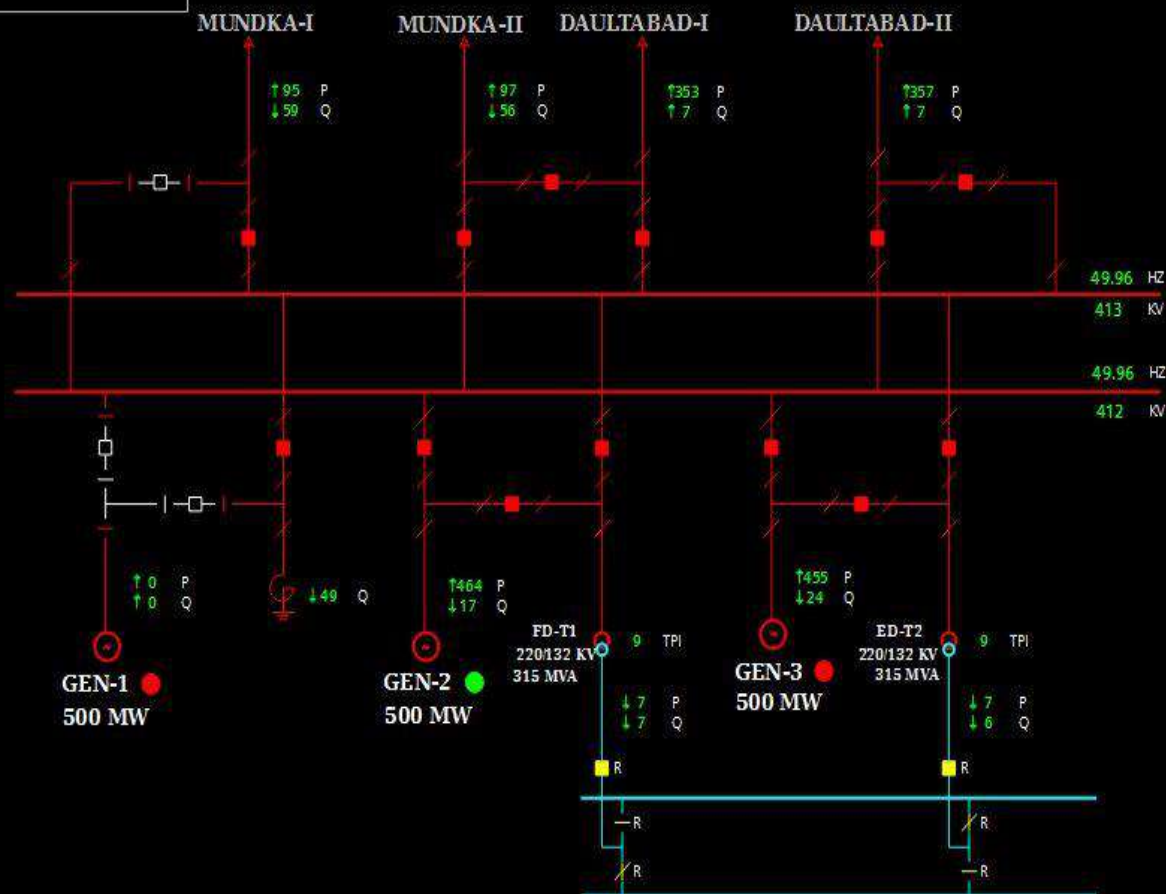 MUNDKA-I
MUNDKA-II
DAULTABAD-I
DAULTABAD-II
↑95 P
↓59 Q
↑97 P
↓56 Q
↑353 P
↑7 Q
↑357 P
↑7 Q
49.96 HZ
413 KV
49.96 HZ
412 KV
↑0 P
↑0 Q
↓49 Q
↑464 P
↓17 Q
↑455 P
↓24 Q
GEN-1
500 MW
GEN-2
500 MW
FD-T1
220/132 KV
315 MVA
9 TPI
GEN-3
500 MW
ED-T2
220/132 KV
315 MVA
9 TPI
↓7 P
↓7 Q
↓7 P
↓6 Q
R
R
R
R
R
R